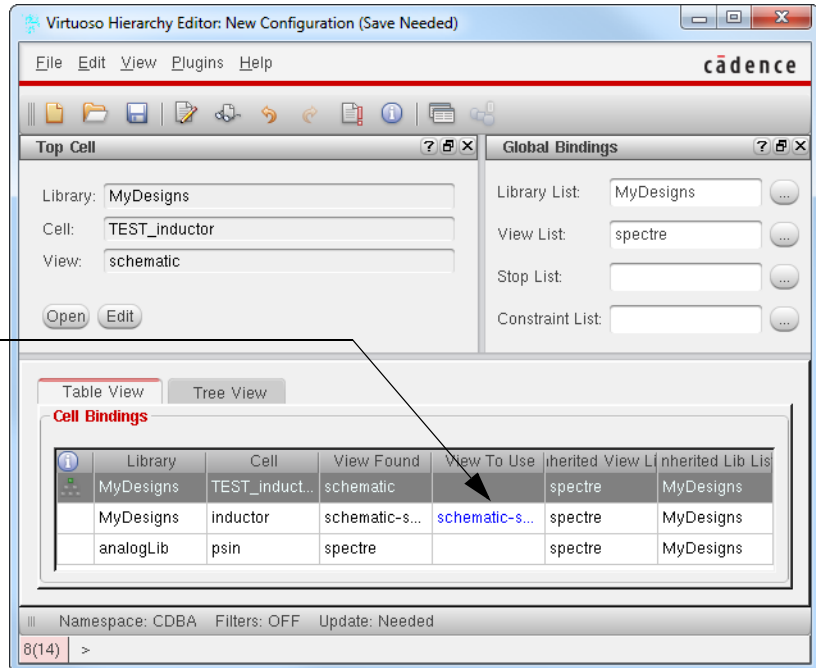 Virtuoso Hierarchy Editor: New Configuration (Save Needed)
File Edit View Plugins Help
cādence
Top Cell
Library: MyDesigns
Cell: TEST_inductor
View: schematic
Open Edit
Global Bindings
Library List: MyDesigns ...
View List: spectre ...
Stop List: ...
Constraint List: ...
Table View Tree View
Cell Bindings
Library Cell View Found View To Use nherited View Li nherited Lib Lis
MyDesigns TEST_induct... schematic spectre MyDesigns
MyDesigns inductor schematic-s... schematic-s... spectre MyDesigns
analogLib psin spectre spectre MyDesigns
Namespace: CDBA Filters: OFF Update: Needed
8(14) >